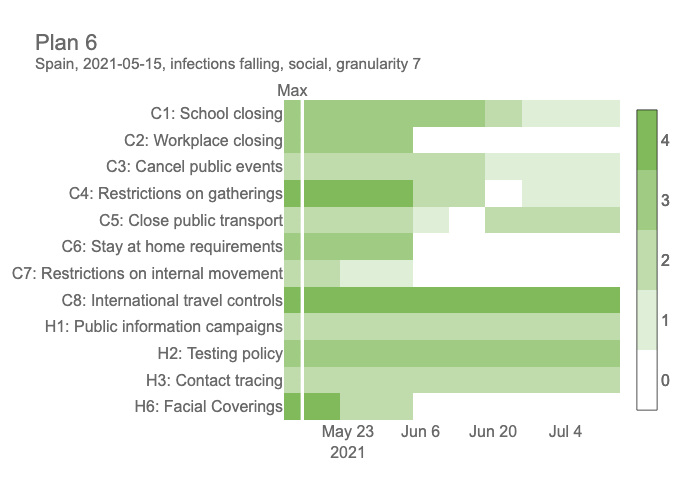 Plan 6
Spain, 2021-05-15, infections falling, social, granularity 7
Max
C1: School closing
C2: Workplace closing
C3: Cancel public events
C4: Restrictions on gatherings
C5: Close public transport
C6: Stay at home requirements
C7: Restrictions on internal movement
C8: International travel controls
H1: Public information campaigns
H2: Testing policy
H3: Contact tracing
H6: Facial Coverings
May 23 Jun 6 Jun 20 Jul 4
2021
4
3
2
1
0